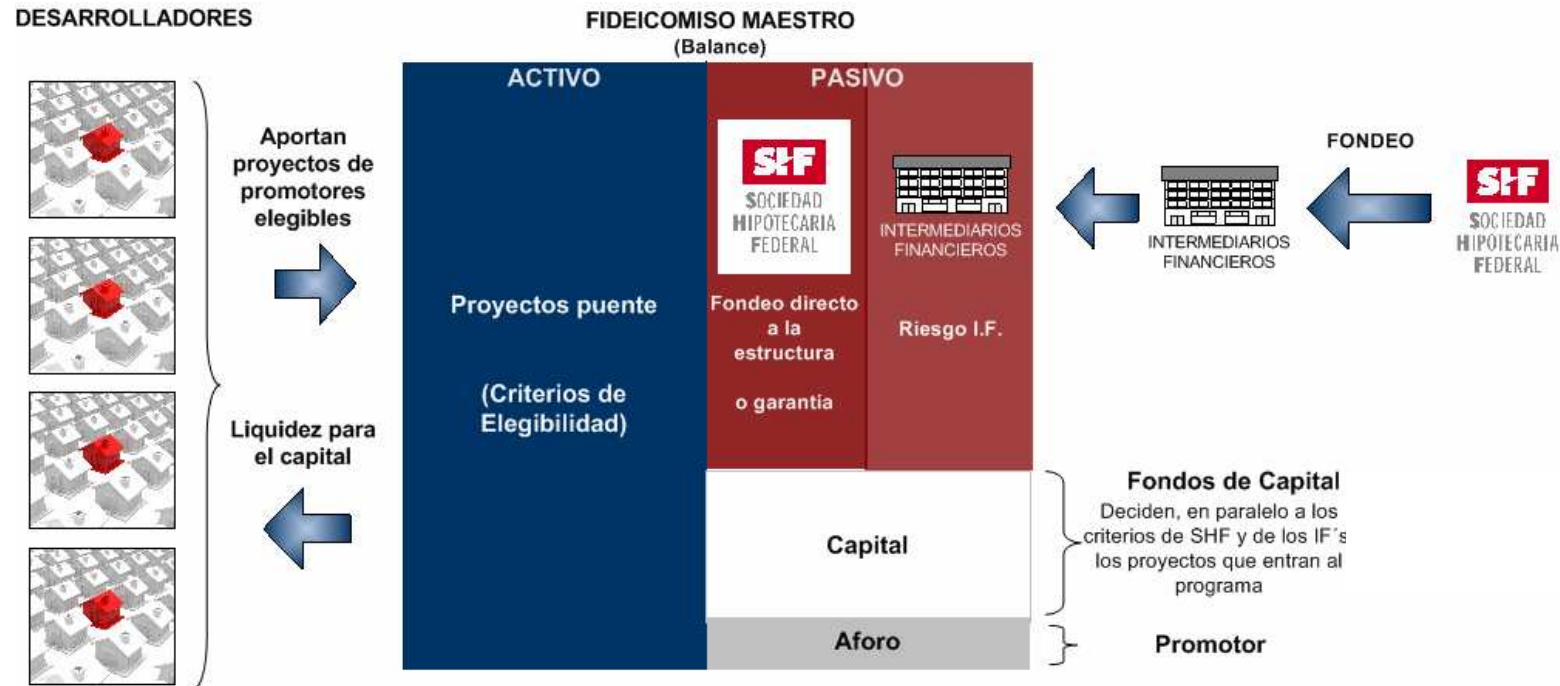 DESARROLLADORES
FIDEICOMISO MAESTRO
(Balance)
ACTIVO
PASIVO
Aportan
proyectos de
promotores
elegibles
Liquidez para
el capital
Proyectos puente
(Criterios de
Elegibilidad)
SHF
SOCIEDAD
HIPOTECARIA
FEDERAL
Fondeo directo
a la
estructura
o garantía
INTERMEDIARIOS
FINANCIEROS
Riesgo I.F.
FONDEO
INTERMEDIARIOS
FINANCIEROS
SHF
SOCIEDAD
HIPOTECARIA
FEDERAL
Capital
Fondos de Capital
Deciden, en paralelo a los
criterios de SHF y de los IF´s
los proyectos que entran al
programa
Aforo
Promotor